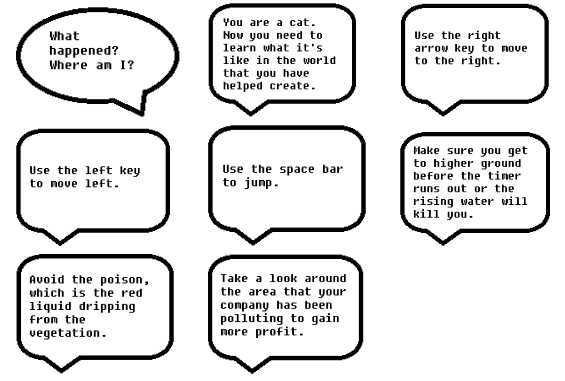 What
happened?
Where am I?
You are a cat.
Now you need to
learn what it's
like in the world
that you have
helped create.
Use the right
arrow key to move
to the right.
Use the left key
to move left.
Use the space bar
to jump.
Make sure you get
to higher ground
before the timer
runs out or the
rising water will
kill you.
Avoid the poison,
which is the red
liquid dripping
from the
vegetation.
Take a look around
the area that your
company has been
polluting to gain
more profit.